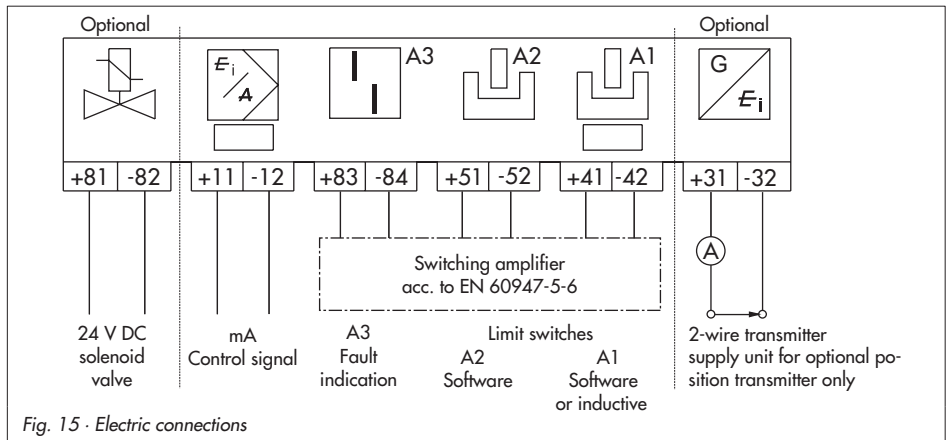 Optional
Optional
E i / A
A3
A2
A1
G
E i
+81 -82 +11 -12 +83 -84 +51 -52 +41 -42 +31 -32
A
Switching amplifier
acc. to EN 60947-5-6
24 V DC
solenoid
valve
mA
Control signal
A3
Fault
indication
Limit switches
A2
Software
A1
Software
or inductive
2-wire transmitter
supply unit for optional po-
sition transmitter only
Fig. 15 · Electric connections